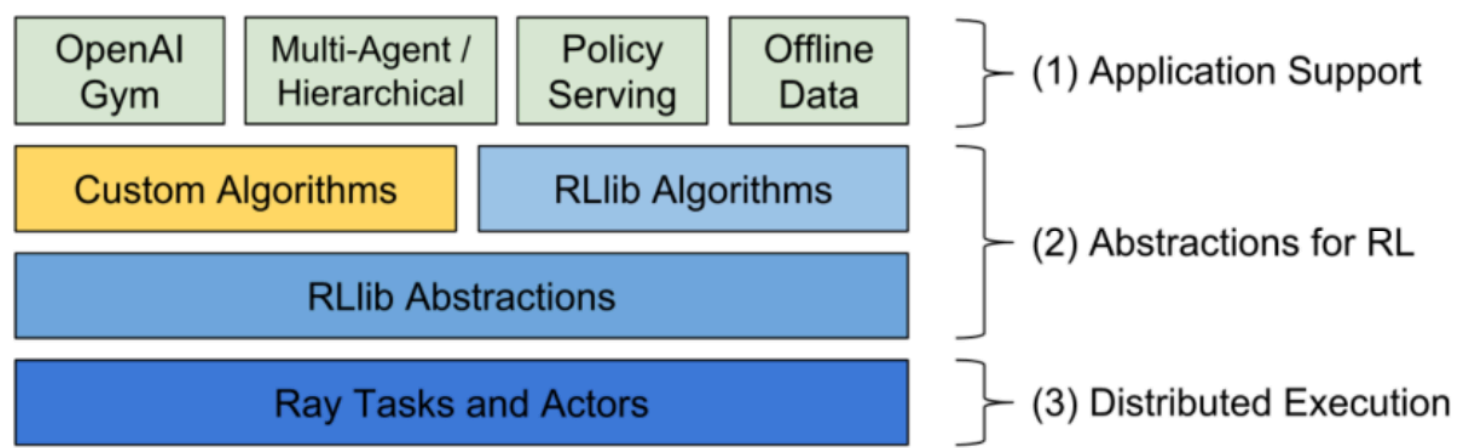 OpenAI
Gym
Multi-Agent /
Hierarchical
Policy
Serving
Offline
Data
(1) Application Support
Custom Algorithms
RLlib Algorithms
(2) Abstractions for RL
RLlib Abstractions
Ray Tasks and Actors
(3) Distributed Execution